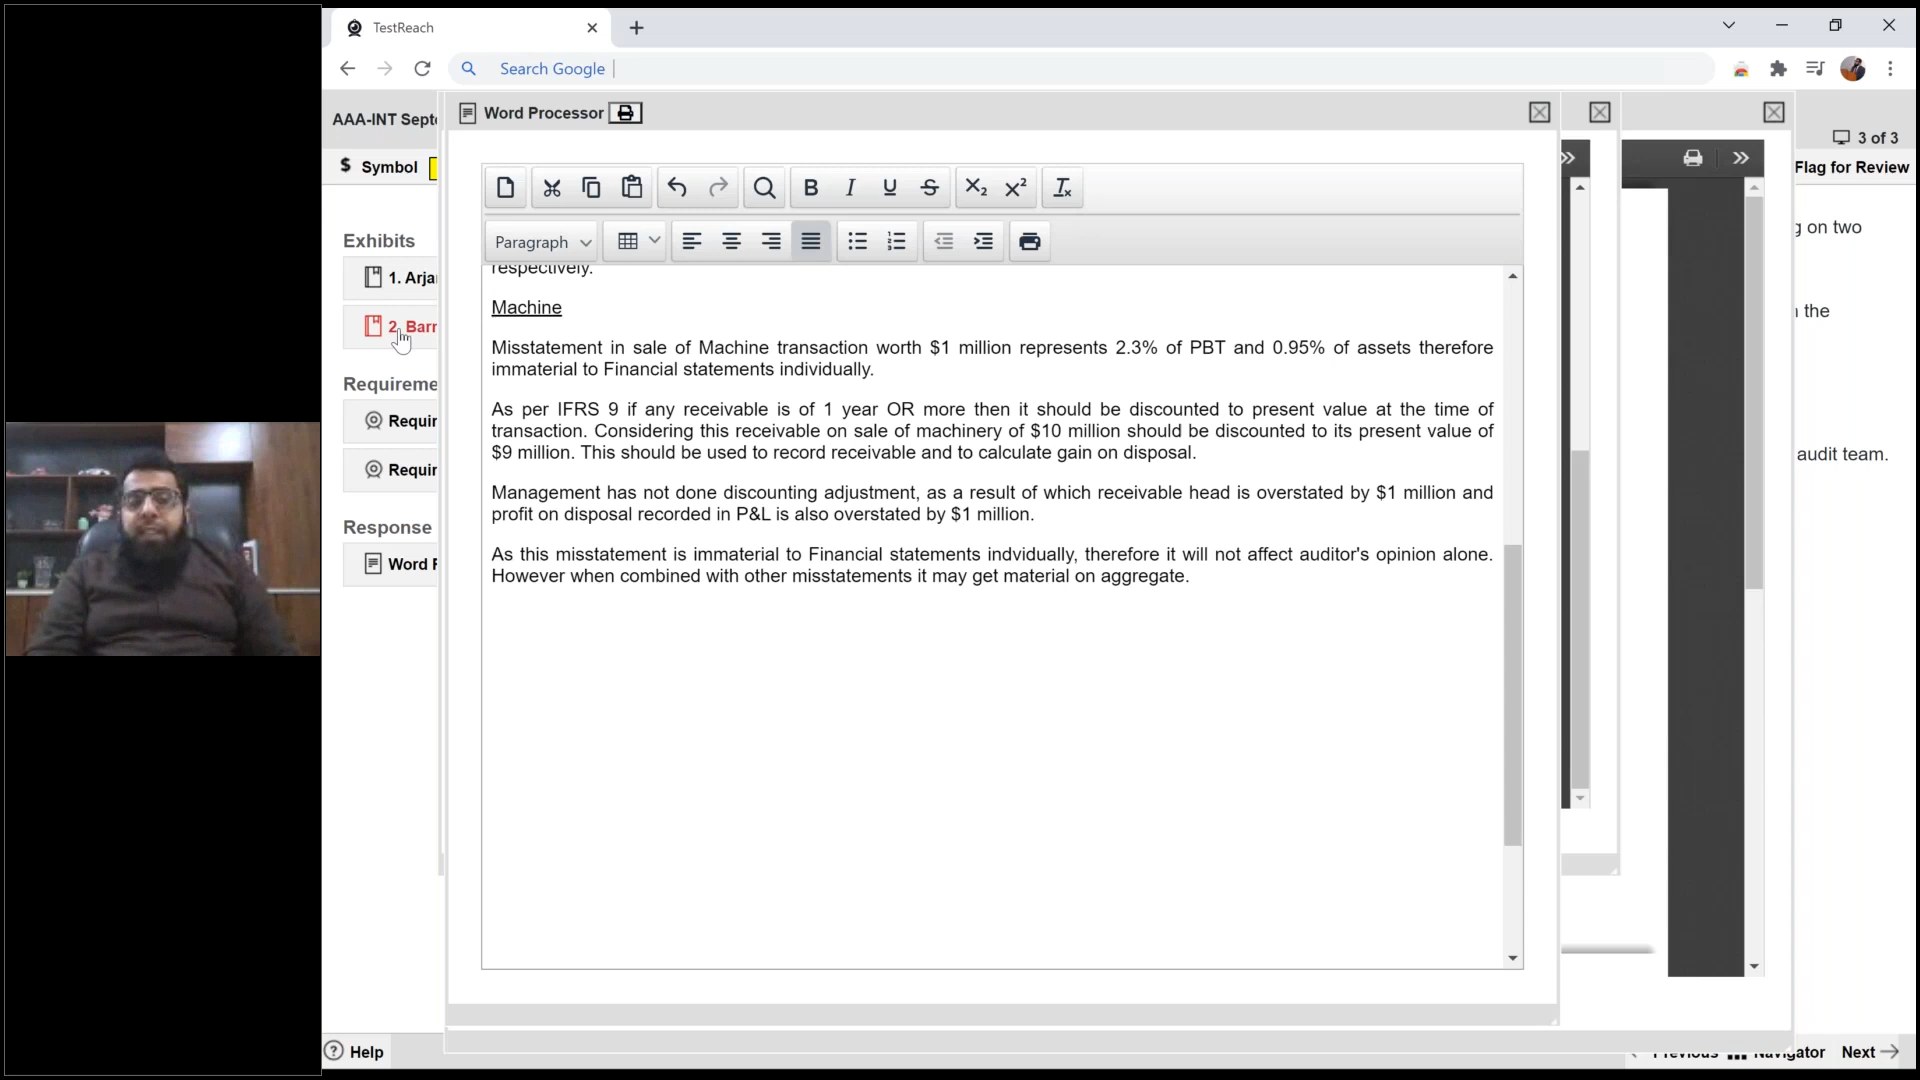 TestReach
Search Google
AAA-INT Septe
Word Processor
3 of 3
$ Symbol
Flag for Review
Exhibits
1. Arja
2. Barr
Requireme
Requir
Requir
Response
Word F
Paragraph
respectively.
Machine
Misstatement in sale of Machine transaction worth $1 million represents 2.3% of PBT and 0.95% of assets therefore
immaterial to Financial statements individually.
As per IFRS 9 if any receivable is of 1 year OR more then it should be discounted to present value at the time of
transaction. Considering this receivable on sale of machinery of $10 million should be discounted to its present value of
$9 million. This should be used to record receivable and to calculate gain on disposal.
Management has not done discounting adjustment, as a result of which receivable head is overstated by $1 million and
profit on disposal recorded in P&L is also overstated by $1 million.
As this misstatement is immaterial to Financial statements indvidually, therefore it will not affect auditor's opinion alone.
However when combined with other misstatements it may get material on aggregate.
g on two
the
audit team.
Help
Previous
Navigator
Next